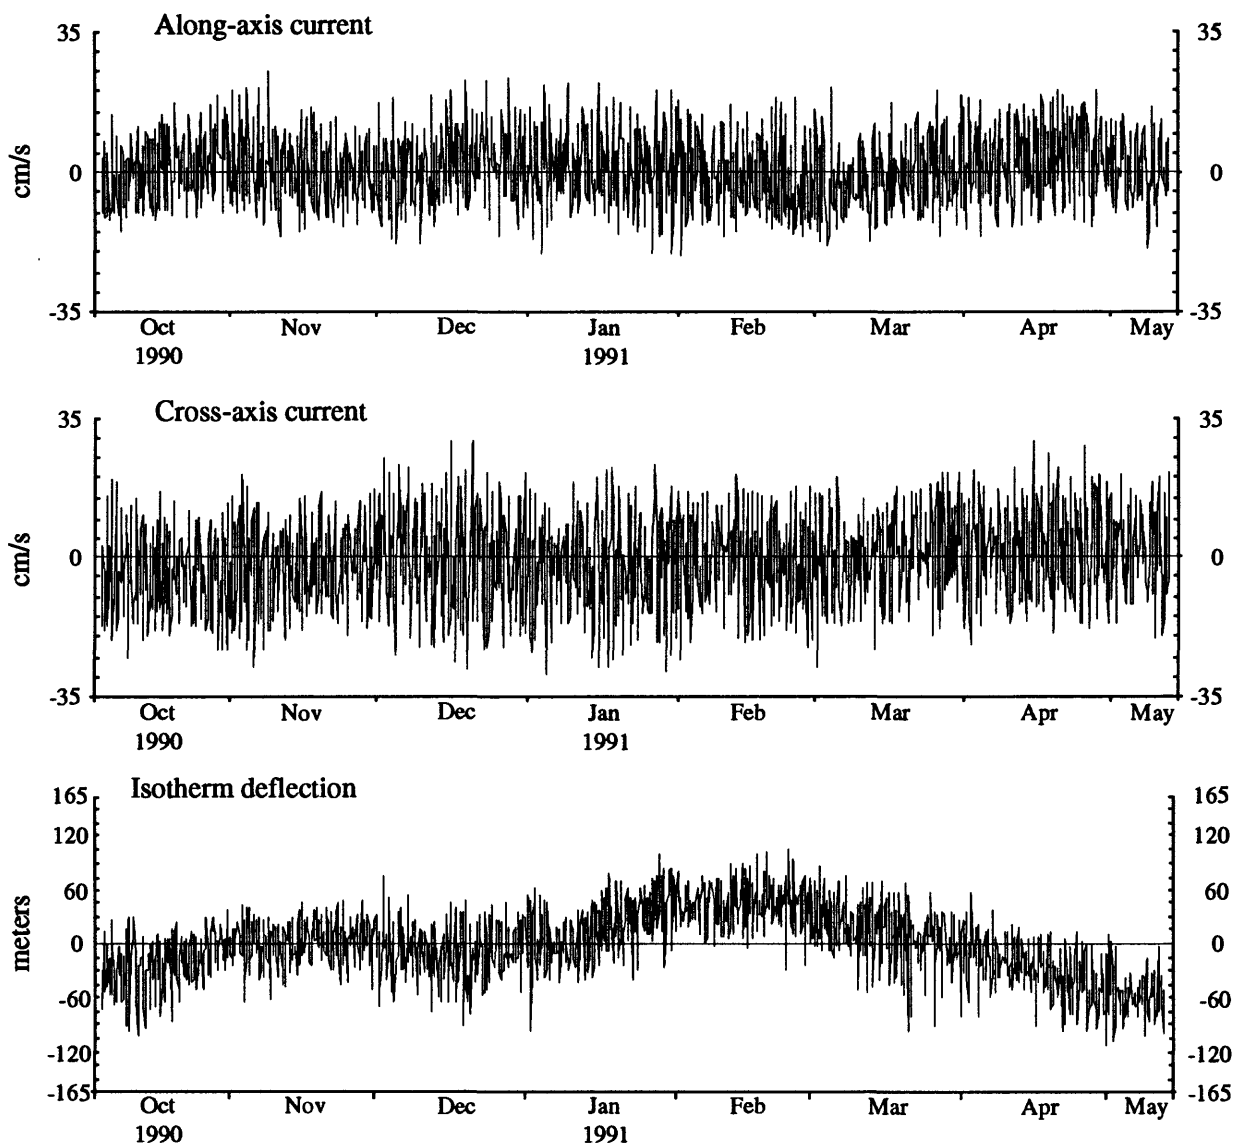 Along-axis current
35 35
cm/s
0 0
-35 -35
Oct Nov Dec Jan Feb Mar Apr May
1990 1991
Cross-axis current
35 35
cm/s
0 0
-35 -35
Oct Nov Dec Jan Feb Mar Apr May
1990 1991
Isotherm deflection
165 165
120 120
60 60
meters
0 0
-60 -60
-120 -120
-165 -165
Oct Nov Dec Jan Feb Mar Apr May
1990 1991